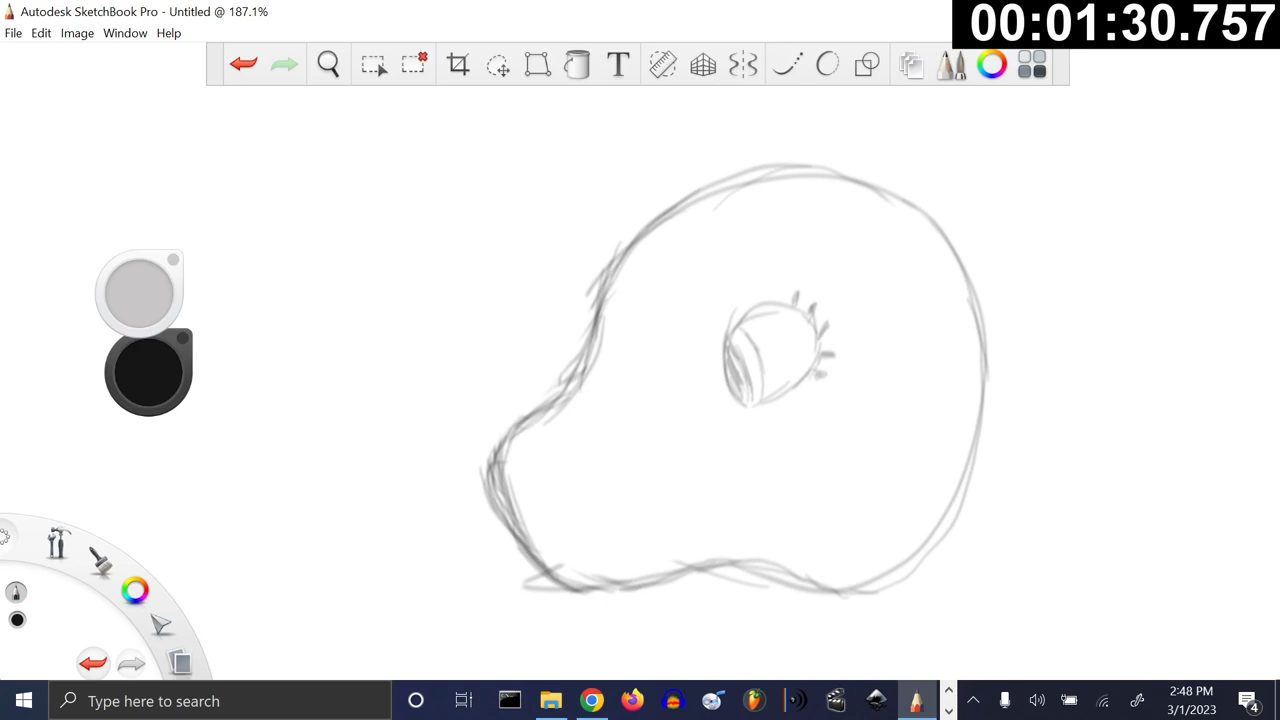 Autodesk SketchBook Pro - Untitled @ 187.1%
00:01:30.757
File Edit Image Window Help
T
Type here to search
2:48 PM
3/1/2023
4